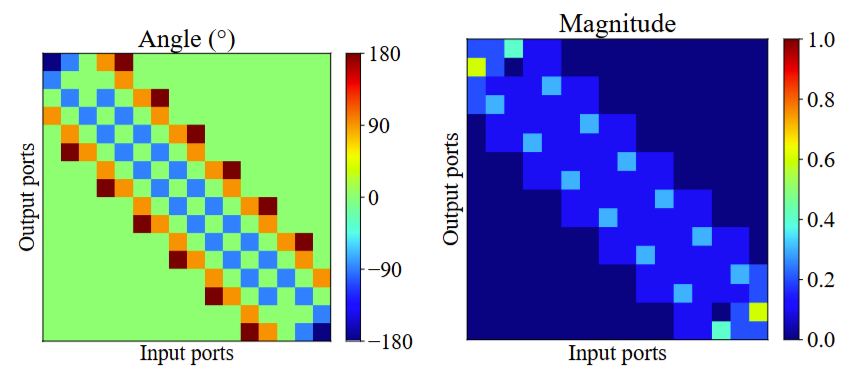 Angle (°)
Output ports
Input ports
180
90
0
−90
−180
Magnitude
Output ports
Input ports
1.0
0.8
0.6
0.4
0.2
0.0